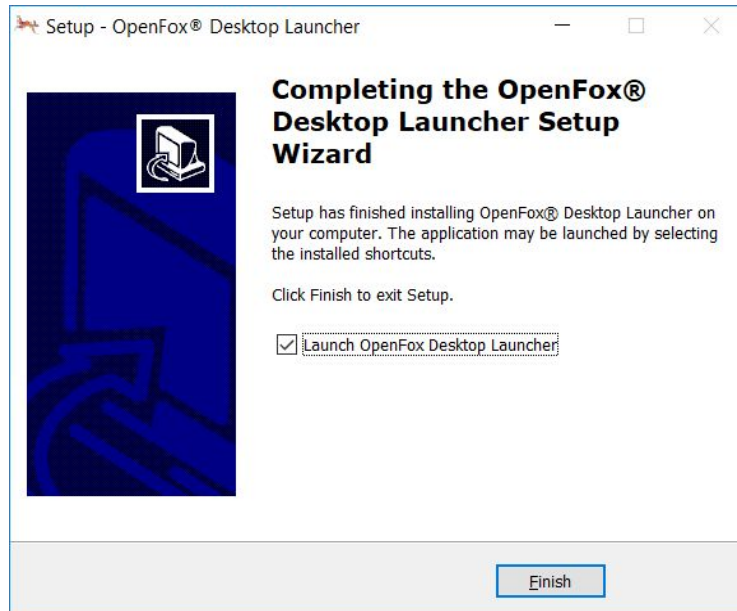 Setup - OpenFox® Desktop Launcher
Completing the OpenFox®
Desktop Launcher Setup
Wizard
Setup has finished installing OpenFox® Desktop Launcher on
your computer. The application may be launched by selecting
the installed shortcuts.
Click Finish to exit Setup.
Launch OpenFox Desktop Launcher
Finish